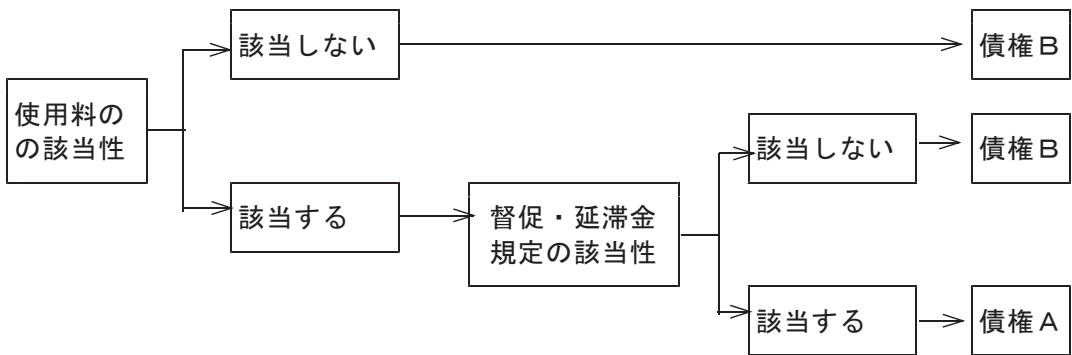 使用料の
の該当性
該当しない
債権B
該当する
督促・延滞金
規定の該当性
該当しない
債権B
該当する
債権A